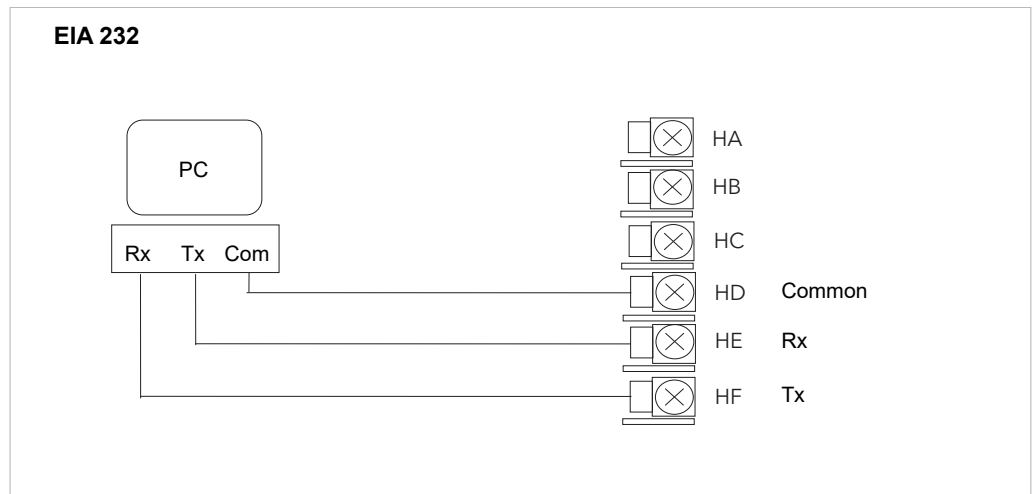 EIA 232
PC
Rx Tx Com
HA
HB
HC
HD Common
HE Rx
HF Tx